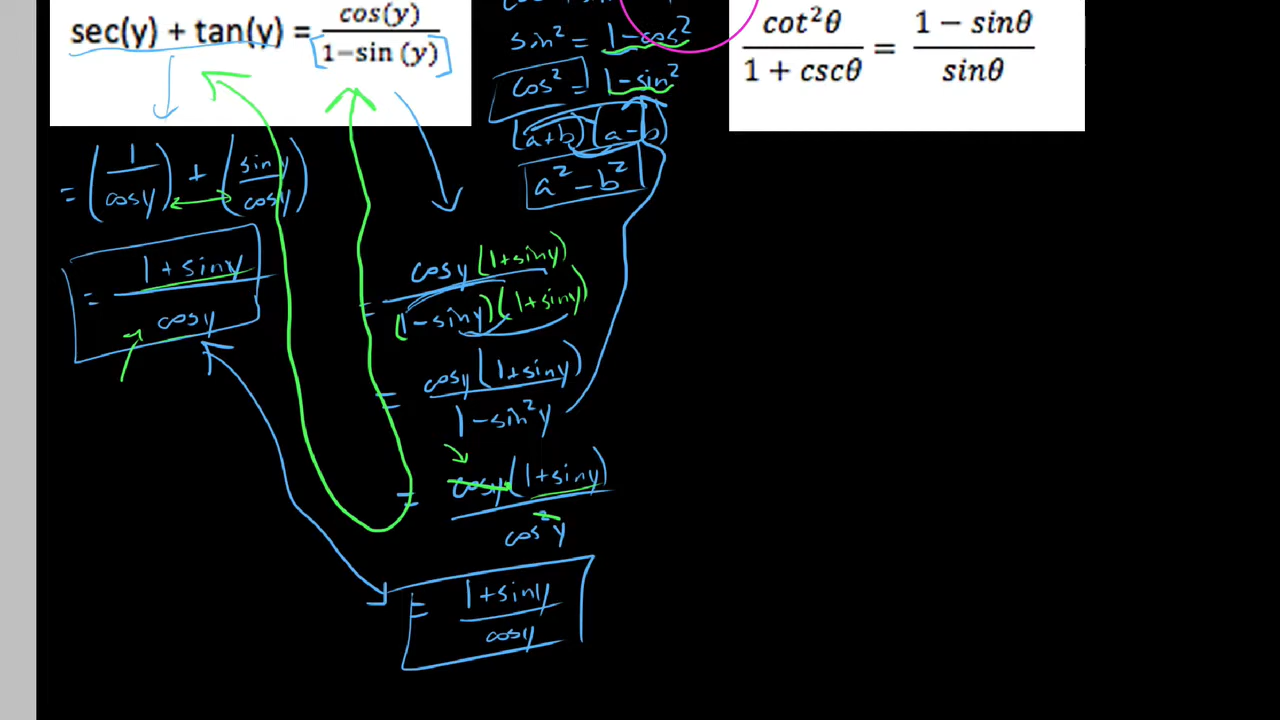 sec(y) + tan(y) = cos(y) / 1−sin (y)
= (1 / cosy) + (siny / cosy)
= 1 + siny / cosy
sin² = 1 − cos²
cos² = 1 − sin²
(a+b)(a−b)
a² − b²
= cosy (1+siny) / (1−siny)(1+siny)
= cosy (1+siny) / 1−sin²y
= cosy (1+siny) / cos²y
= 1+siny / cosy
cot²θ / 1 + cscθ = 1 − sinθ / sinθ